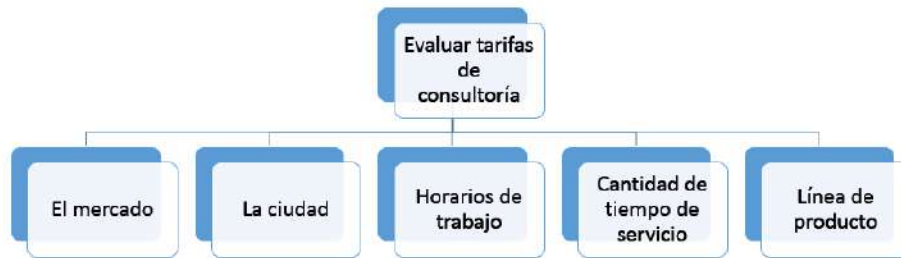 Evaluar tarifas
de
consultoría
El mercado
La ciudad
Horarios de
trabajo
Cantidad de
tiempo de
servicio
Línea de
producto